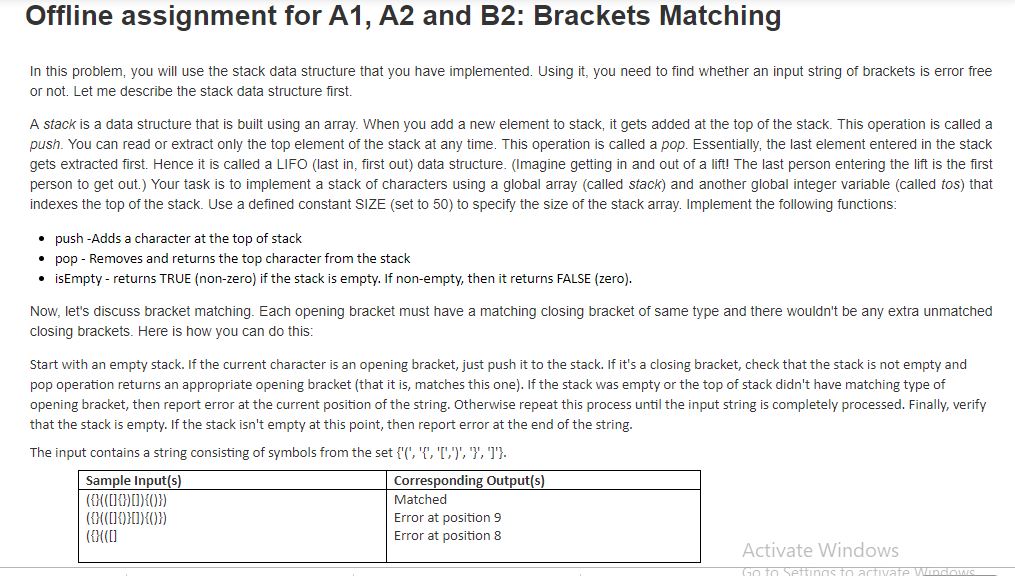 Offline assignment for A1, A2 and B2: Brackets Matching
In this problem, you will use the stack data structure that you have implemented. Using it, you need to find whether an input string of brackets is error free
or not. Let me describe the stack data structure first.
A stack is a data structure that is built using an array. When you add a new element to stack, it gets added at the top of the stack. This operation is called a
push. You can read or extract only the top element of the stack at any time. This operation is called a pop. Essentially, the last element entered in the stack
gets extracted first. Hence it is called a LIFO (last in, first out) data structure. (Imagine getting in and out of a lift! The last person entering the lift is the first
person to get out.) Your task is to implement a stack of characters using a global array (called stack) and another global integer variable (called tos) that
indexes the top of the stack. Use a defined constant SIZE (set to 50) to specify the size of the stack array. Implement the following functions:
• push -Adds a character at the top of stack
• pop - Removes and returns the top character from the stack
• isEmpty - returns TRUE (non-zero) if the stack is empty. If non-empty, then it returns FALSE (zero).
Now, let's discuss bracket matching. Each opening bracket must have a matching closing bracket of same type and there wouldn't be any extra unmatched
closing brackets. Here is how you can do this:
Start with an empty stack. If the current character is an opening bracket, just push it to the stack. If it's a closing bracket, check that the stack is not empty and
pop operation returns an appropriate opening bracket (that it is, matches this one). If the stack was empty or the top of stack didn't have matching type of
opening bracket, then report error at the current position of the string. Otherwise repeat this process until the input string is completely processed. Finally, verify
that the stack is empty. If the stack isn't empty at this point, then report error at the end of the string.
The input contains a string consisting of symbols from the set {'(', '{', '[',')', '}', ']'}.
Sample Input(s) Corresponding Output(s)
({}(([]{})[]){()}) Matched
({}(([]{)}[]){()}) Error at position 9
({}(([] Error at position 8
Activate Windows
Go to Settings to activate Windows